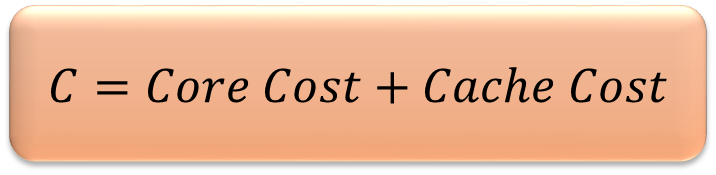 C = Core Cost + Cache Cost